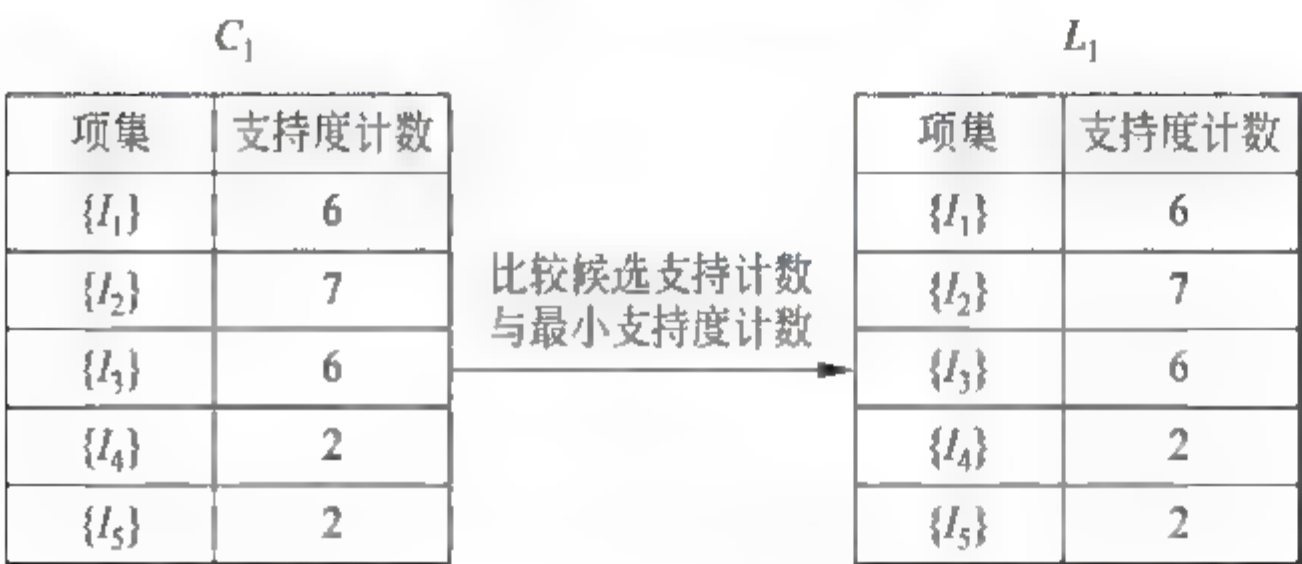 C₁
项集 支持度计数
{I₁} 6
{I₂} 7
{I₃} 6
{I₄} 2
{I₅} 2
比较候选支持计数
与最小支持度计数
L₁
项集 支持度计数
{I₁} 6
{I₂} 7
{I₃} 6
{I₄} 2
{I₅} 2